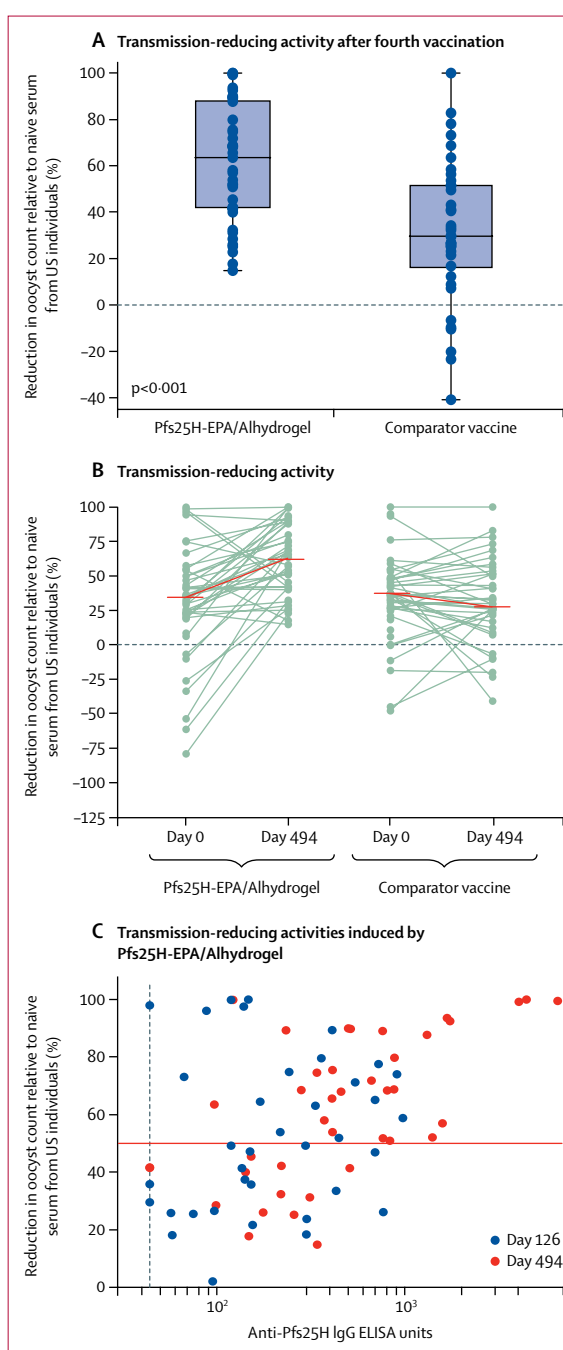 A Transmission-reducing activity after fourth vaccination
Reduction in oocyst count relative to naive serum
from US individuals (%)
100
80
60
40
20
0
–20
–40
p<0·001
Pfs25H-EPA/Alhydrogel
Comparator vaccine
B Transmission-reducing activity
Reduction in oocyst count relative to naive
serum from US individuals (%)
100
75
50
25
0
–25
–50
–75
–100
–125
Day 0 Day 494 Day 0 Day 494
Pfs25H-EPA/Alhydrogel
Comparator vaccine
C Transmission-reducing activities induced by
Pfs25H-EPA/Alhydrogel
Reduction in oocyst count relative to naive
serum from US individuals (%)
100
80
60
40
20
0
Day 126
Day 494
10² 10³
Anti-Pfs25H IgG ELISA units